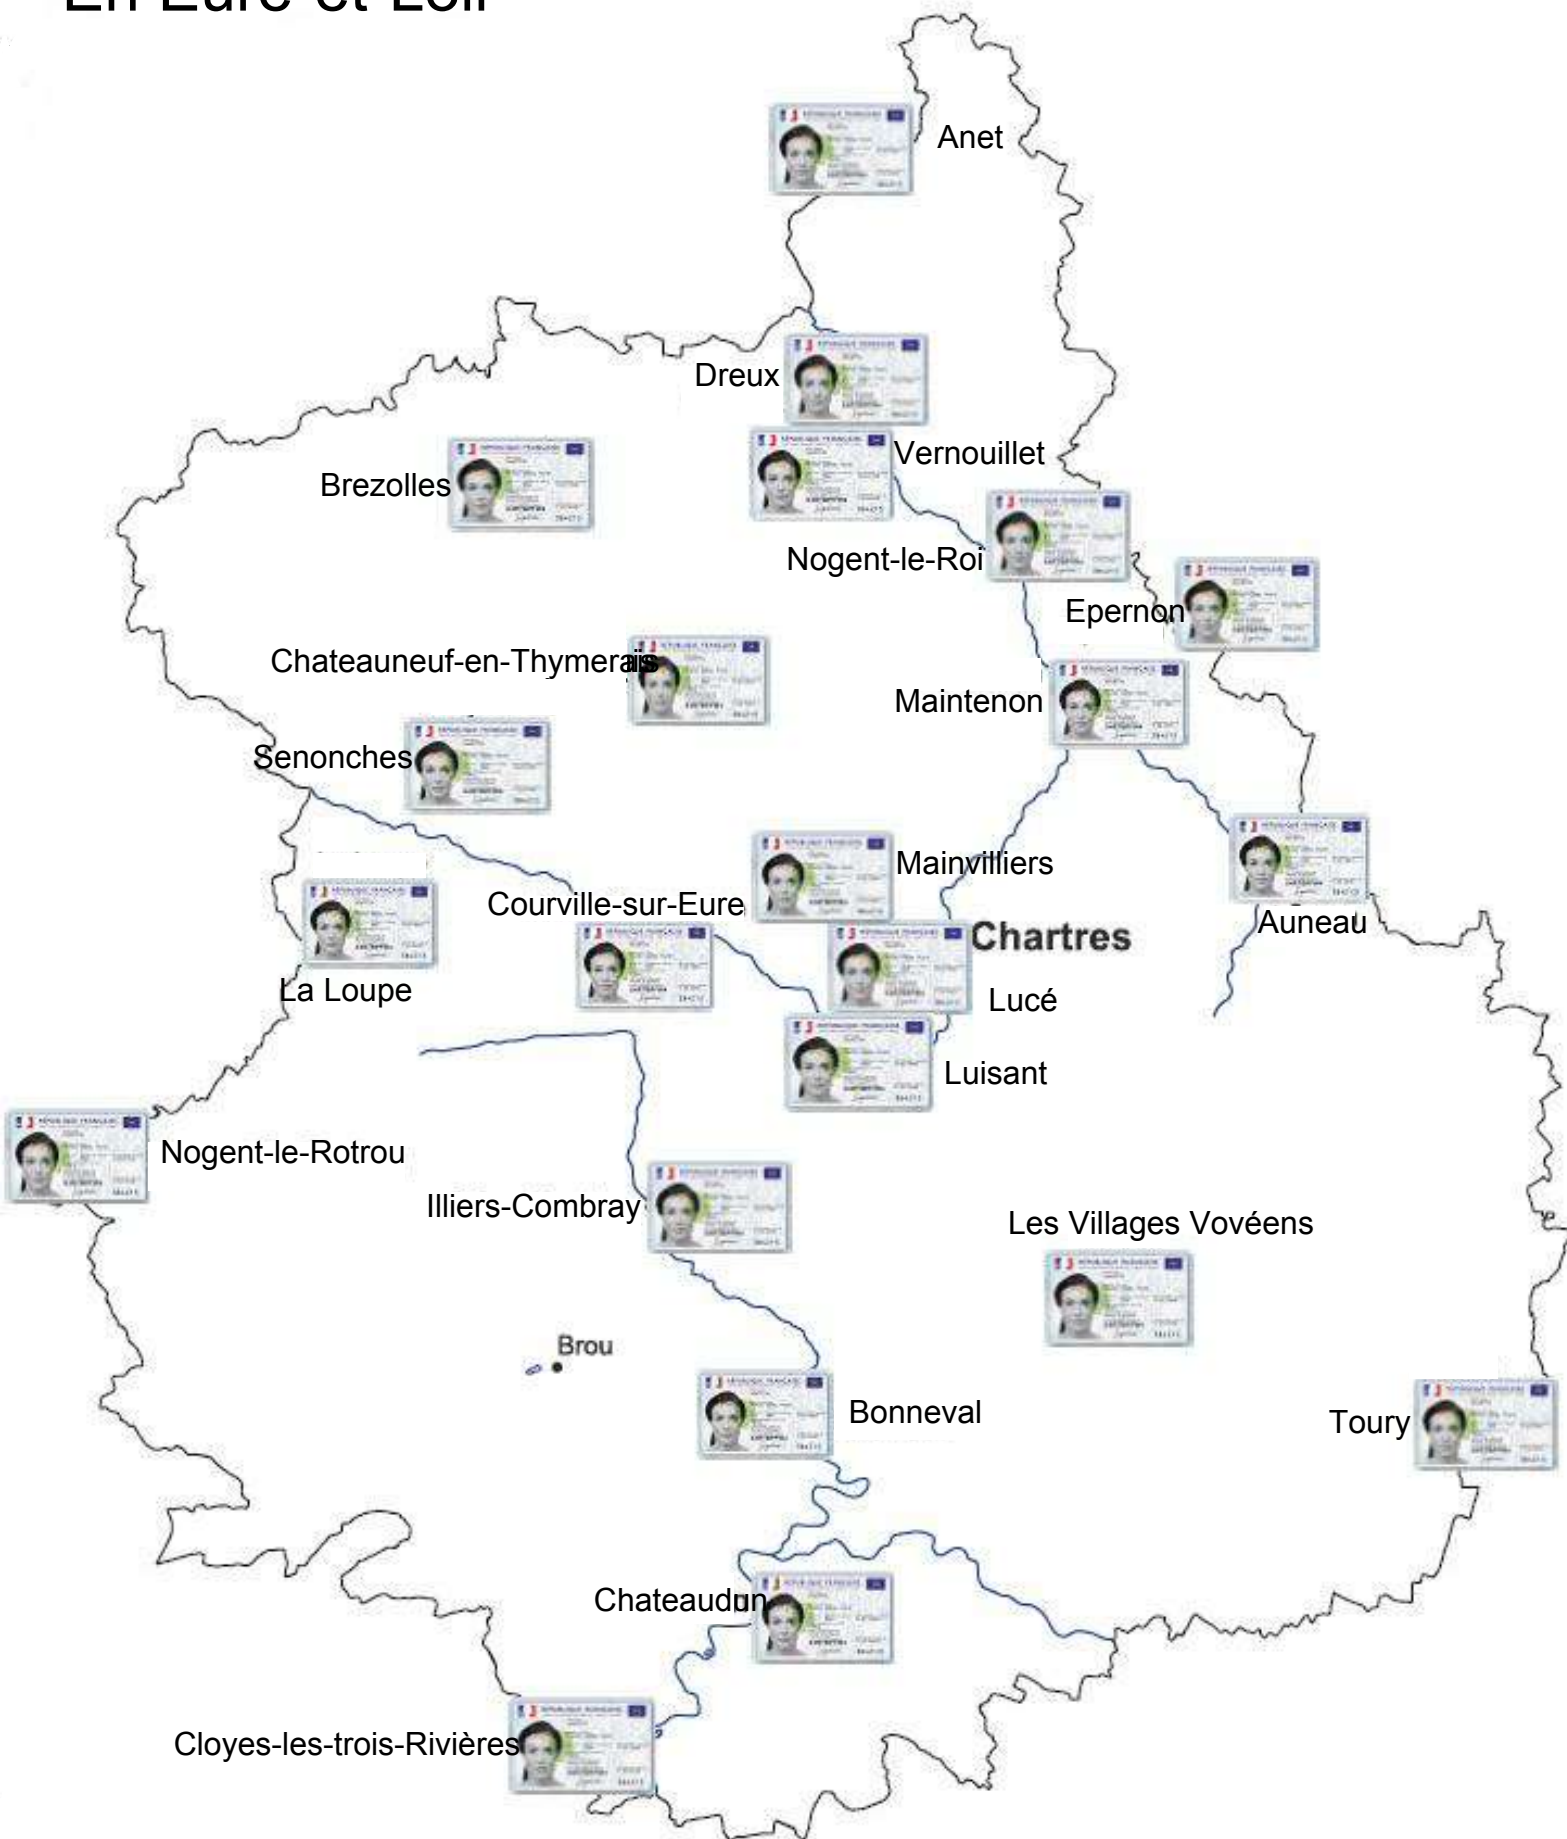 En Eure-et-Loir
Anet
Dreux
Vernouillet
Brezolles
Nogent-le-Roi
Epernon
Chateauneuf-en-Thymerais
Maintenon
Senonches
Mainvilliers
Courville-sur-Eure
Auneau
Chartres
La Loupe
Lucé
Luisant
Nogent-le-Rotrou
Illiers-Combray
Les Villages Vovéens
Brou
Bonneval
Toury
Chateaudun
Cloyes-les-trois-Rivières